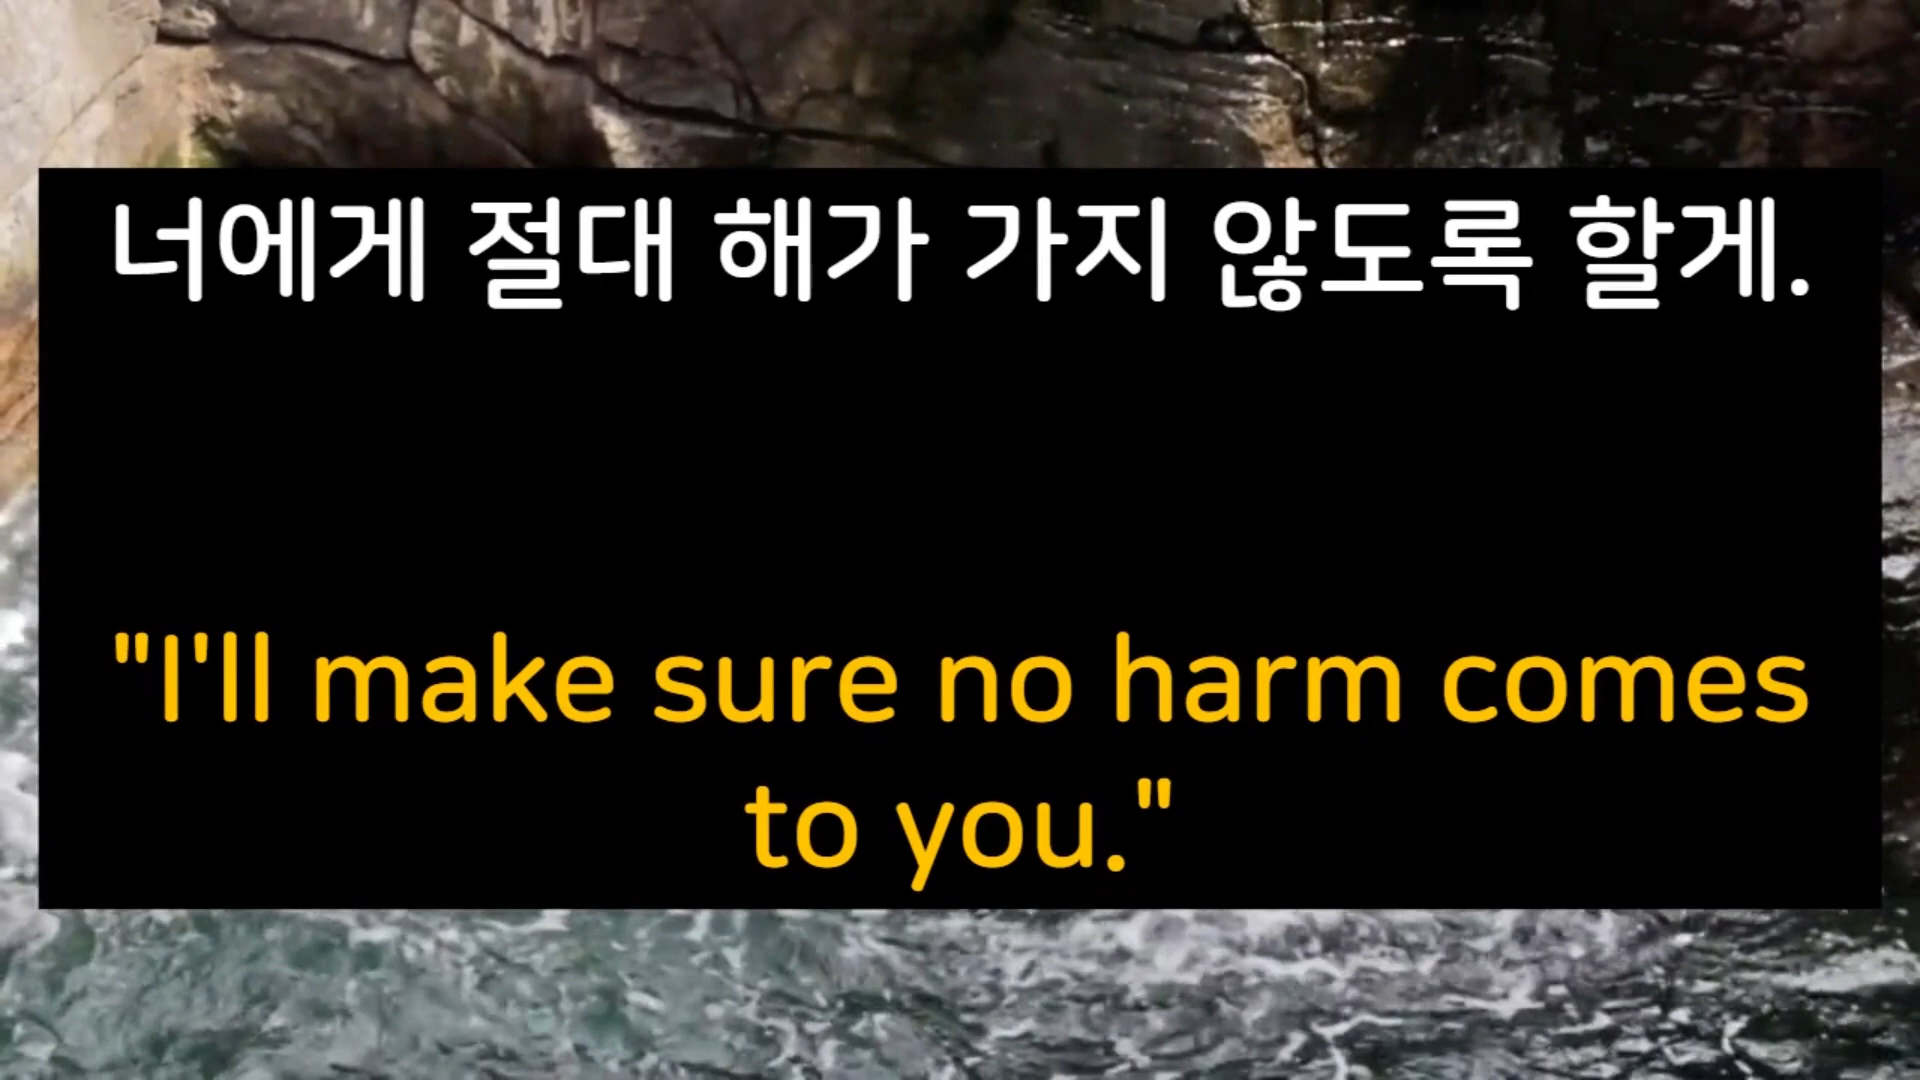 너에게 절대 해가 가지 않도록 할게.
"I'll make sure no harm comes
to you."